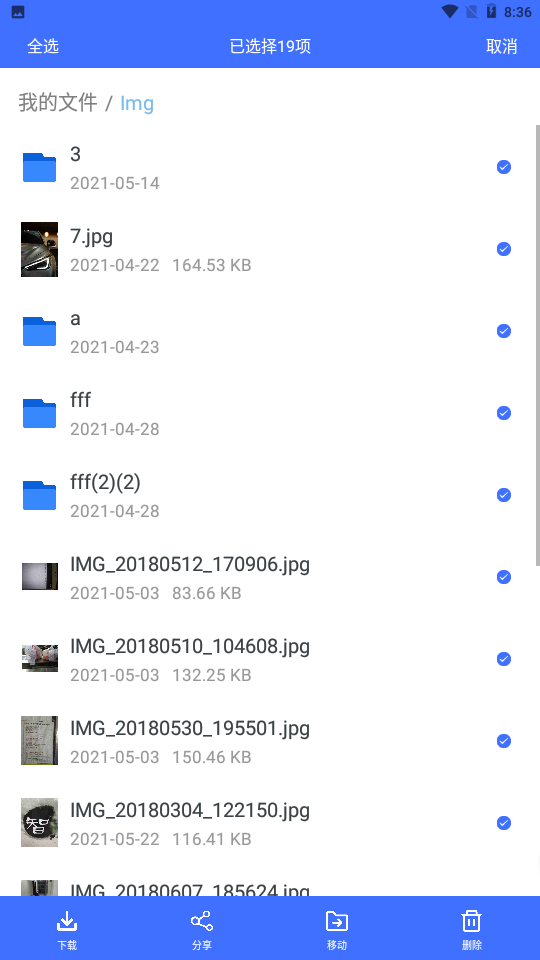 8:36
全选 已选择19项 取消
我的文件 / Img
3
2021-05-14
7.jpg
2021-04-22 164.53 KB
a
2021-04-23
fff
2021-04-28
fff(2)(2)
2021-04-28
IMG_20180512_170906.jpg
2021-05-03 83.66 KB
IMG_20180510_104608.jpg
2021-05-03 132.25 KB
IMG_20180530_195501.jpg
2021-05-03 150.46 KB
智
IMG_20180304_122150.jpg
2021-05-22 116.41 KB
IMG_20180607_185624.jpg
下载 分享 移动 删除